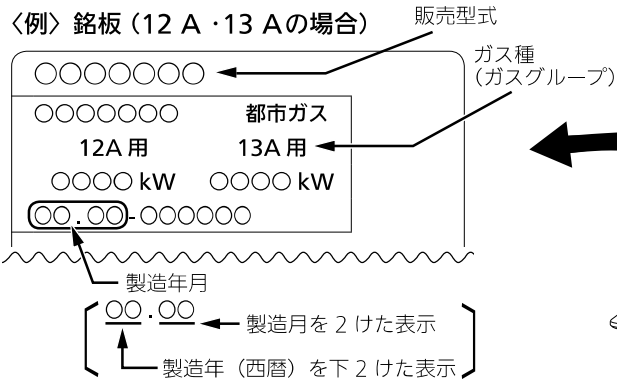 〈例〉銘板（12 A・13 Aの場合）
販売型式
○○○○○○○
ガス種
（ガスグループ）
○○○○○○○ 都市ガス
12A 用 13A 用
○○○○ kW ○○○○ kW
○○.○○-○○○○○○
製造年月
○○.○○
製造月を 2 けた表示
製造年（西暦）を下 2 けた表示